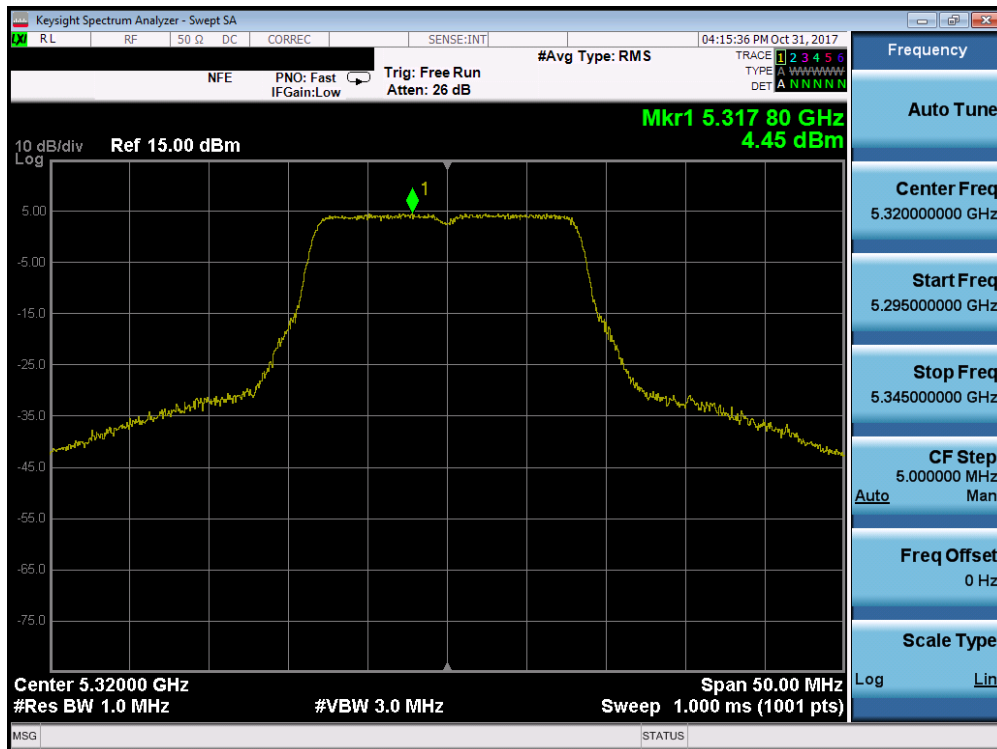 Keysight Spectrum Analyzer - Swept SA
LXI RL RF 50 Ω DC CORREC SENSE:INT 04:15:36 PM Oct 31, 2017
#Avg Type: RMS TRACE 1 2 3 4 5 6
NFE PNO: Fast Trig: Free Run TYPE A WWWWW
IFGain:Low Atten: 26 dB DET A N N N N N
Mkr1 5.317 80 GHz
4.45 dBm
10 dB/div Ref 15.00 dBm
Log
1
5.00
-5.00
-15.0
-25.0
-35.0
-45.0
-55.0
-65.0
-75.0
Center 5.32000 GHz Span 50.00 MHz
#Res BW 1.0 MHz #VBW 3.0 MHz Sweep 1.000 ms (1001 pts)
MSG STATUS
Frequency
Auto Tune
Center Freq
5.320000000 GHz
Start Freq
5.295000000 GHz
Stop Freq
5.345000000 GHz
CF Step
5.000000 MHz
Auto Man
Freq Offset
0 Hz
Scale Type
Log Lin